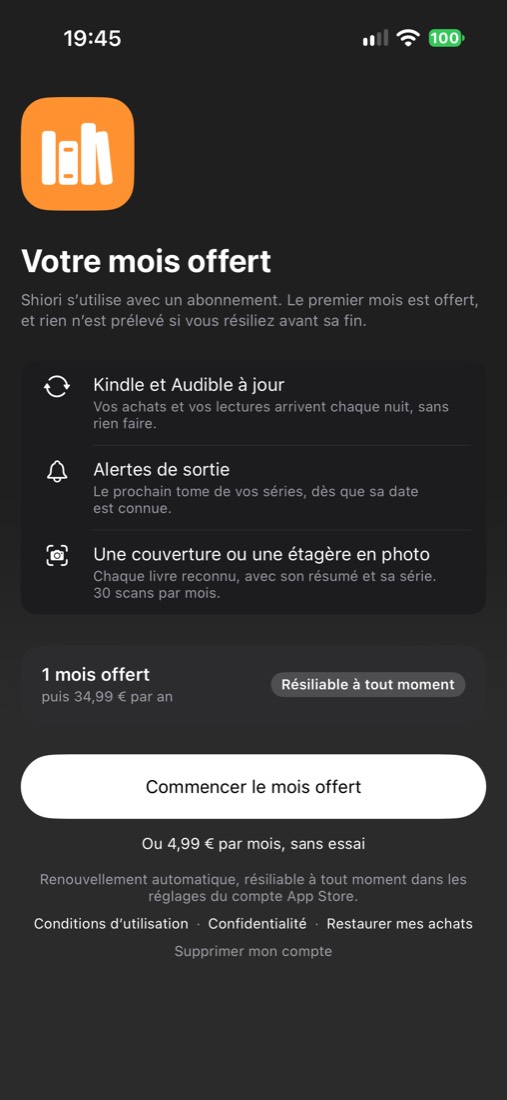 19:45
100
Votre mois offert
Shiori s’utilise avec un abonnement. Le premier mois est offert,
et rien n’est prélevé si vous résiliez avant sa fin.
Kindle et Audible à jour
Vos achats et vos lectures arrivent chaque nuit, sans
rien faire.
Alertes de sortie
Le prochain tome de vos séries, dès que sa date
est connue.
Une couverture ou une étagère en photo
Chaque livre reconnu, avec son résumé et sa série.
30 scans par mois.
1 mois offert
puis 34,99 € par an
Résiliable à tout moment
Commencer le mois offert
Ou 4,99 € par mois, sans essai
Renouvellement automatique, résiliable à tout moment dans les
réglages du compte App Store.
Conditions d’utilisation · Confidentialité · Restaurer mes achats
Supprimer mon compte